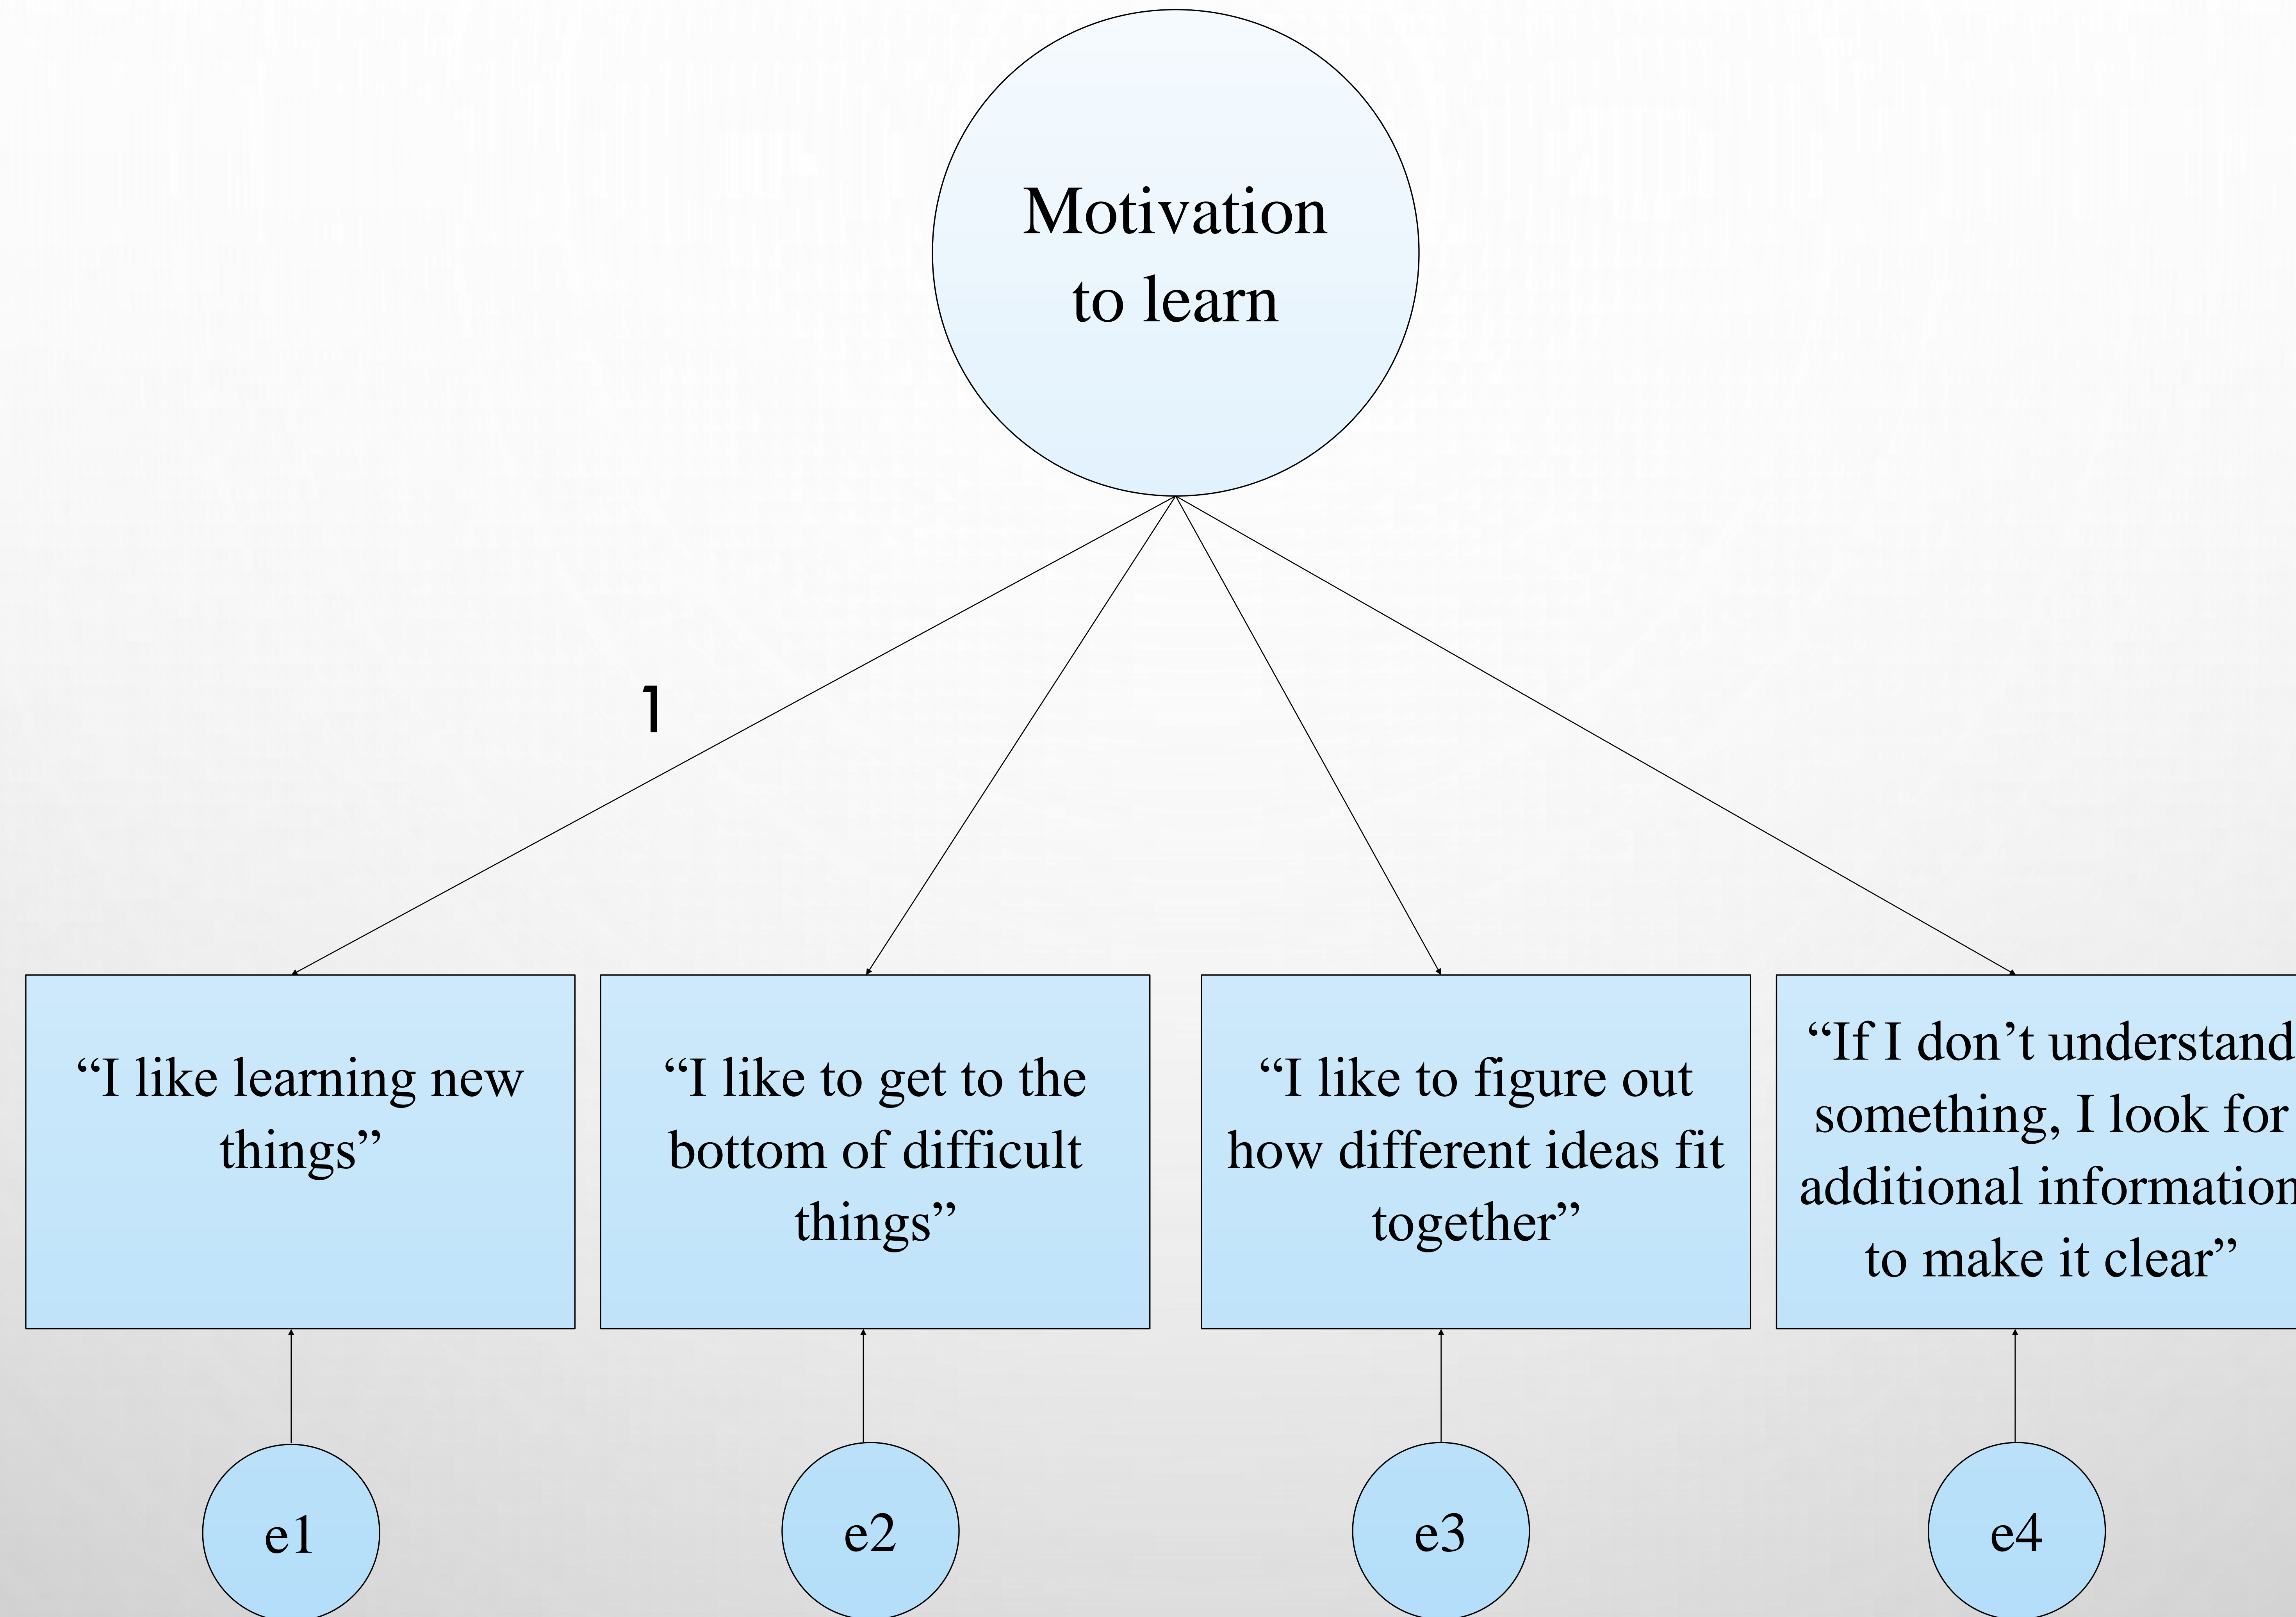 Motivation
to learn
1
“I like learning new
things”
“I like to get to the
bottom of difficult
things”
“I like to figure out
how different ideas fit
together”
“If I don’t understand
something, I look for
additional information
to make it clear”
e1
e2
e3
e4